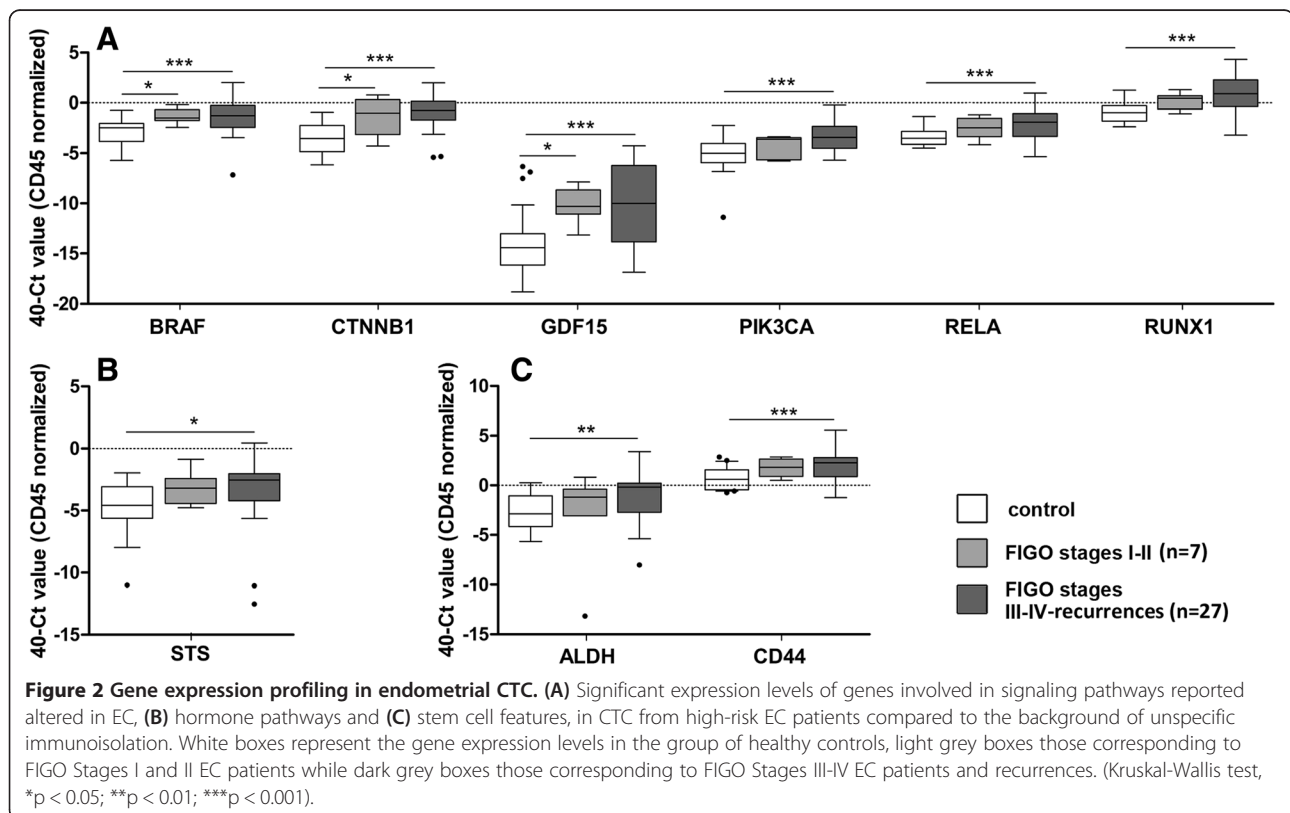 A
40-Ct value (CD45 normalized)
5
0
-5
-10
-15
-20
***
*
***
*
***
*
***
***
***
BRAF CTNNB1 GDF15 PIK3CA RELA RUNX1
B
40-Ct value (CD45 normalized)
5
0
-5
-10
-15
*
STS
C
40-Ct value (CD45 normalized)
10
5
0
-5
-10
-15
**
***
ALDH CD44
control
FIGO stages I-II (n=7)
FIGO stages
III-IV-recurrences (n=27)
Figure 2 Gene expression profiling in endometrial CTC. (A) Significant expression levels of genes involved in signaling pathways reported
altered in EC, (B) hormone pathways and (C) stem cell features, in CTC from high-risk EC patients compared to the background of unspecific
immunoisolation. White boxes represent the gene expression levels in the group of healthy controls, light grey boxes those corresponding to
FIGO Stages I and II EC patients while dark grey boxes those corresponding to FIGO Stages III-IV EC patients and recurrences. (Kruskal-Wallis test,
*p < 0.05; **p < 0.01; ***p < 0.001).